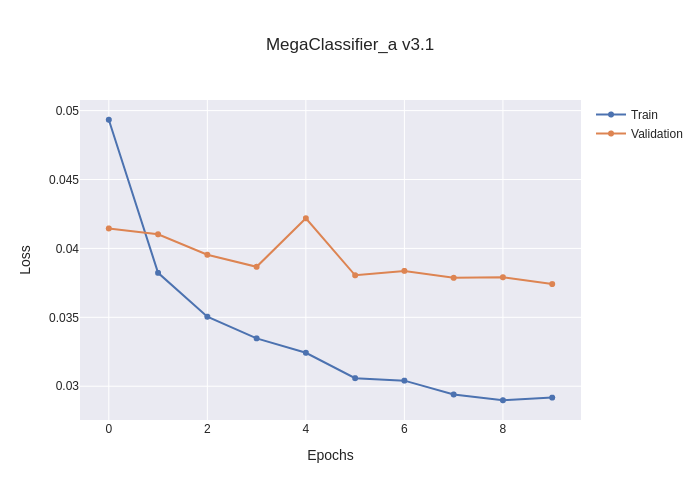 MegaClassifier_a v3.1
0.05
0.045
0.04
0.035
0.03
Loss
0 2 4 6 8
Epochs
Train
Validation